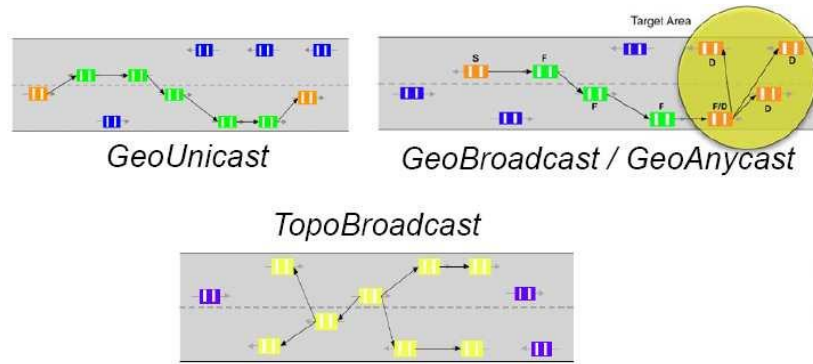 Target Area
S
F
D
D
F
F
F/D
D
GeoUnicast
GeoBroadcast / GeoAnycast
TopoBroadcast